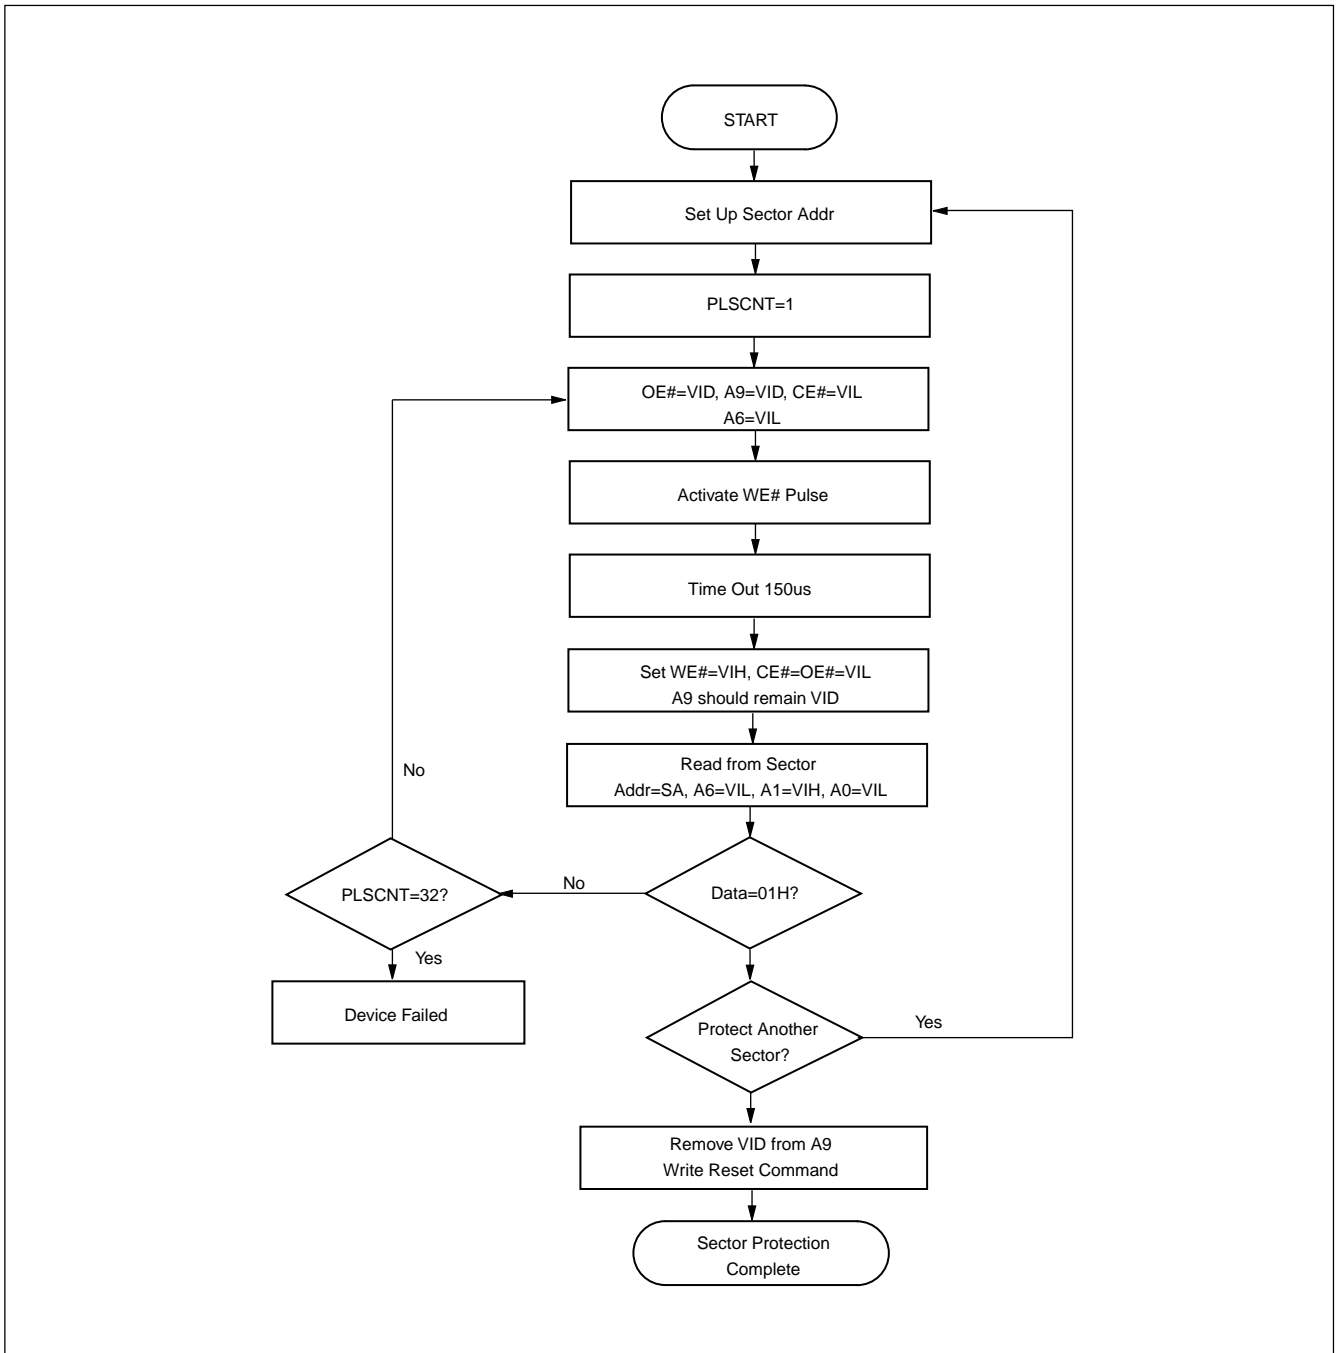 START
Set Up Sector Addr
PLSCNT=1
OE#=VID, A9=VID, CE#=VIL
A6=VIL
Activate WE# Pulse
Time Out 150us
Set WE#=VIH, CE#=OE#=VIL
A9 should remain VID
Read from Sector
Addr=SA, A6=VIL, A1=VIH, A0=VIL
No
PLSCNT=32?
No
Data=01H?
Yes
Device Failed
Protect Another
Sector?
Yes
Remove VID from A9
Write Reset Command
Sector Protection
Complete